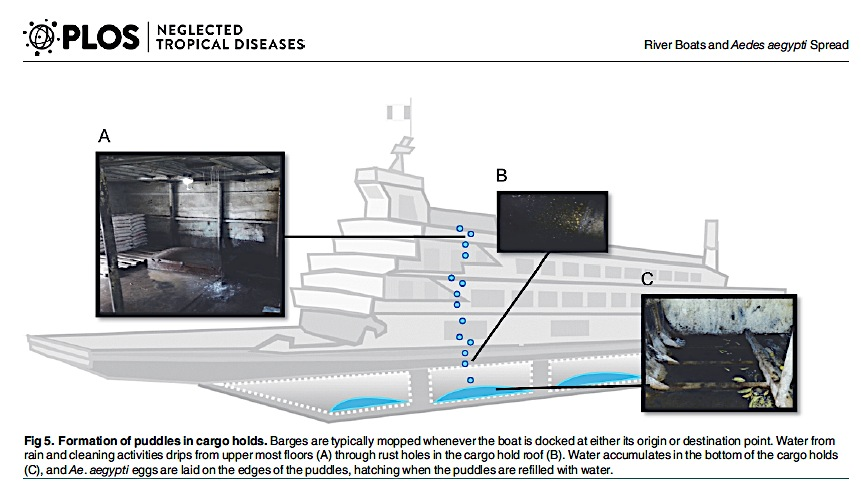 PLOS NEGLECTED TROPICAL DISEASES
River Boats and Aedes aegypti Spread
A
B
C
Fig 5. Formation of puddles in cargo holds. Barges are typically mopped whenever the boat is docked at either its origin or destination point. Water from
rain and cleaning activities drips from upper most floors (A) through rust holes in the cargo hold roof (B). Water accumulates in the bottom of the cargo holds
(C), and Ae. aegypti eggs are laid on the edges of the puddles, hatching when the puddles are refilled with water.